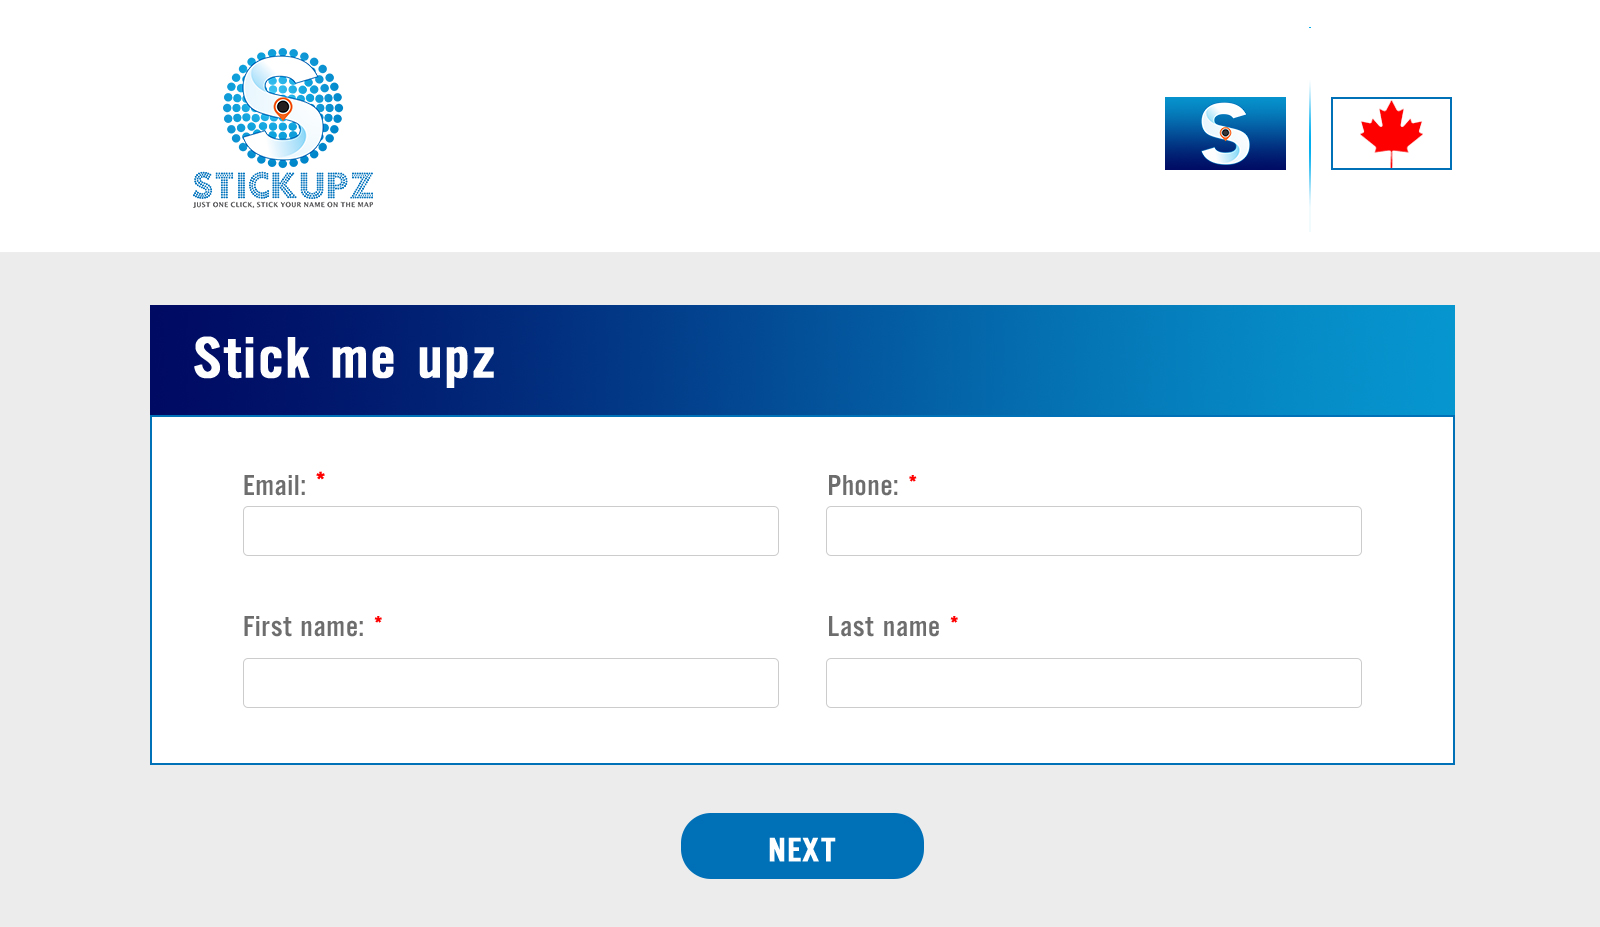 S
STICKUPZ
JUST ONE CLICK, STICK YOUR NAME ON THE MAP
S
Stick me upz
Email: *
Phone: *
First name: *
Last name *
NEXT